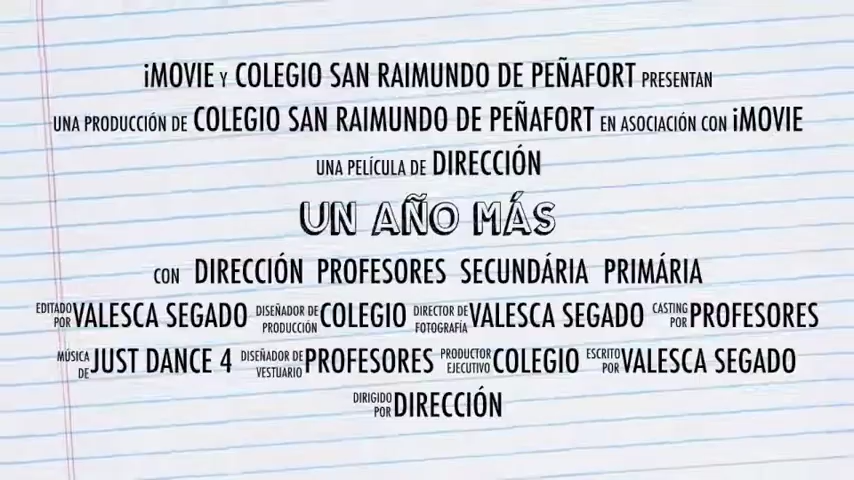 iMOVIE Y COLEGIO SAN RAIMUNDO DE PEÑAFORT PRESENTAN
UNA PRODUCCIÓN DE COLEGIO SAN RAIMUNDO DE PEÑAFORT EN ASOCIACIÓN CON iMOVIE
UNA PELÍCULA DE DIRECCIÓN
UN AÑO MÁS
CON DIRECCIÓN PROFESORES SECUNDÁRIA PRIMÁRIA
EDITADO POR VALESCA SEGADO DISEÑADOR DE PRODUCCIÓN COLEGIO DIRECTOR DE FOTOGRAFÍA VALESCA SEGADO CASTING POR PROFESORES
MÚSICA DE JUST DANCE 4 DISEÑADOR DE VESTUARIO PROFESORES PRODUCTOR EJECUTIVO COLEGIO ESCRITO POR VALESCA SEGADO
DIRIGIDO POR DIRECCIÓN